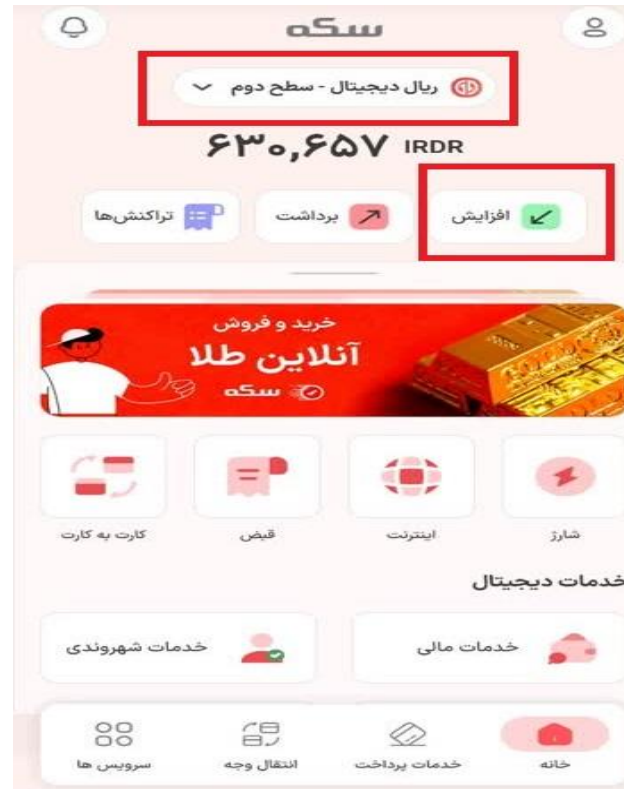 سکه
ریال دیجیتال - سطح دوم
۶۳۰,۶۵۷ IRDR
افزایش
برداشت
تراکنش‌ها
خرید و فروش
آنلاین طلا
سکه
شارژ
اینترنت
قبض
کارت به کارت
خدمات دیجیتال
خدمات مالی
خدمات شهروندی
خانه
خدمات پرداخت
انتقال وجه
سرویس ها